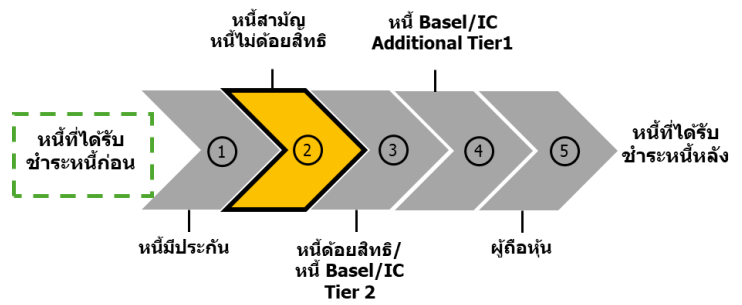 หนี้สามัญ
หนี้ไม่ด้อยสิทธิ
หนี้ Basel/IC
Additional Tier1
หนี้ที่ได้รับ
ชำระหนี้ก่อน
1
2
3
4
5
หนี้ที่ได้รับ
ชำระหนี้หลัง
หนี้มีประกัน
หนี้ด้อยสิทธิ/
หนี้ Basel/IC
Tier 2
ผู้ถือหุ้น